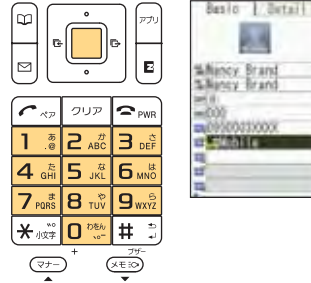 アプリ
ペア クリア PWR
1 あ .@ 2 か ABC 3 さ DEF
4 た GHI 5 な JKL 6 は MNO
7 ま PQRS 8 や TUV 9 ら WXYZ
* 小文字 0 わをん #
マナー + ブザー メモ
Basic Detail
Nancy Brand
Nancy Brand
Mobile